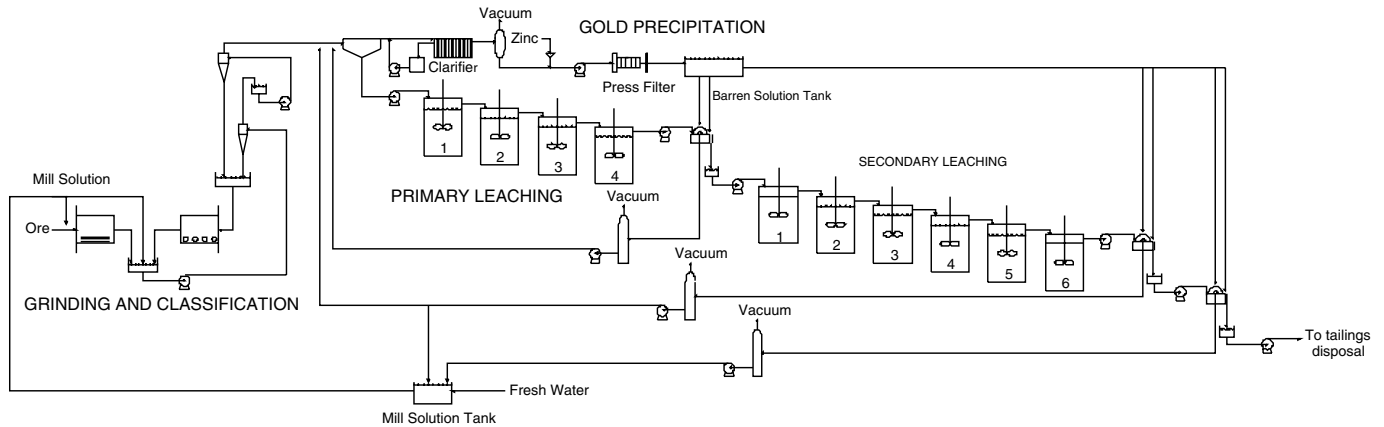 Vacuum
GOLD PRECIPITATION
Zinc
Clarifier
Press Filter
Barren Solution Tank
1
2
3
4
SECONDARY LEACHING
Mill Solution
PRIMARY LEACHING
Vacuum
1
2
3
4
5
6
Ore
Vacuum
GRINDING AND CLASSIFICATION
Vacuum
To tailings
disposal
Fresh Water
Mill Solution Tank